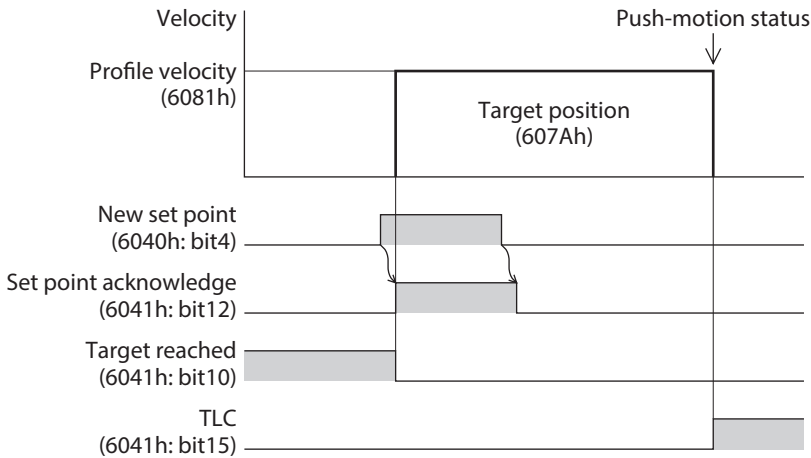 Velocity
Push-motion status
Profile velocity
(6081h)
Target position
(607Ah)
New set point
(6040h: bit4)
Set point acknowledge
(6041h: bit12)
Target reached
(6041h: bit10)
TLC
(6041h: bit15)